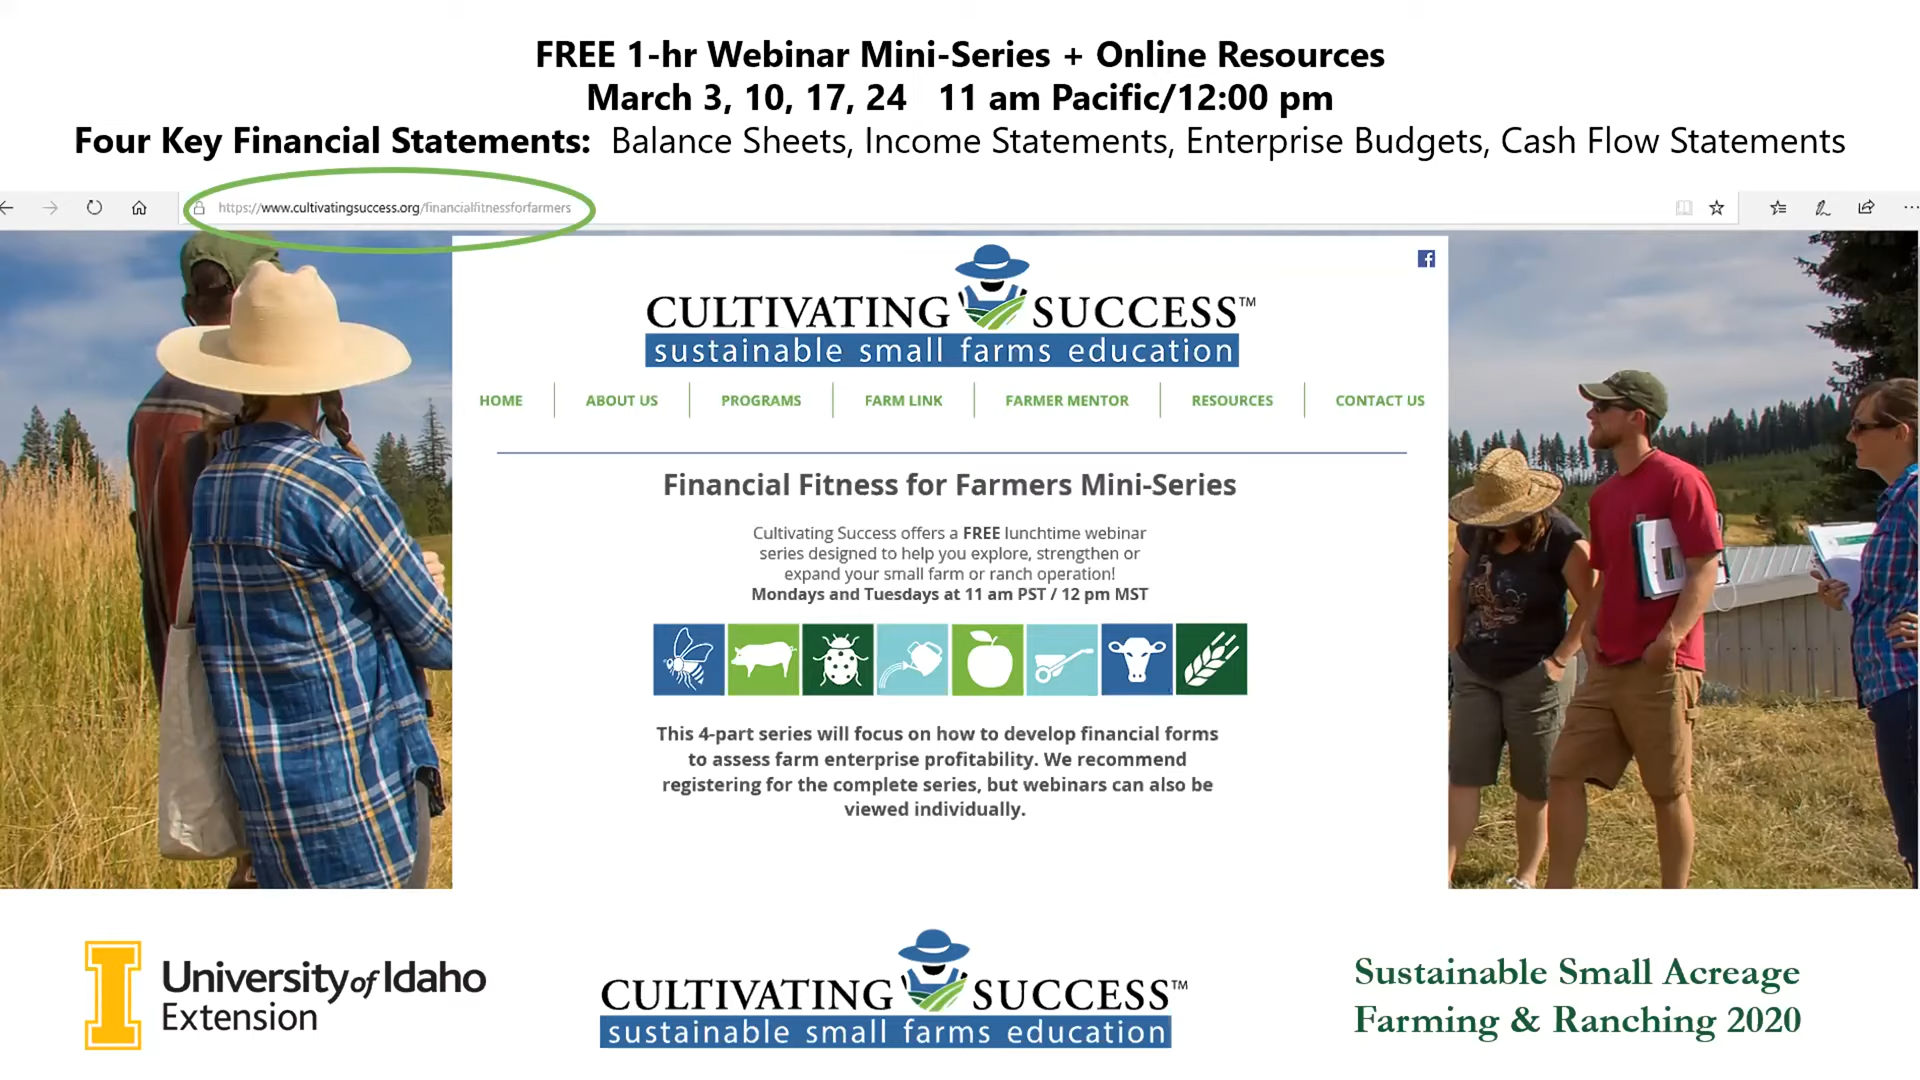 FREE 1-hr Webinar Mini-Series + Online Resources
March 3, 10, 17, 24 11 am Pacific/12:00 pm
Four Key Financial Statements: Balance Sheets, Income Statements, Enterprise Budgets, Cash Flow Statements
https://www.cultivatingsuccess.org/financialfitnessforfarmers
CULTIVATING SUCCESS™
sustainable small farms education
HOME ABOUT US PROGRAMS FARM LINK FARMER MENTOR RESOURCES CONTACT US
Financial Fitness for Farmers Mini-Series
Cultivating Success offers a FREE lunchtime webinar
series designed to help you explore, strengthen or
expand your small farm or ranch operation!
Mondays and Tuesdays at 11 am PST / 12 pm MST
This 4-part series will focus on how to develop financial forms
to assess farm enterprise profitability. We recommend
registering for the complete series, but webinars can also be
viewed individually.
University of Idaho
Extension
CULTIVATING SUCCESS™
sustainable small farms education
Sustainable Small Acreage
Farming & Ranching 2020